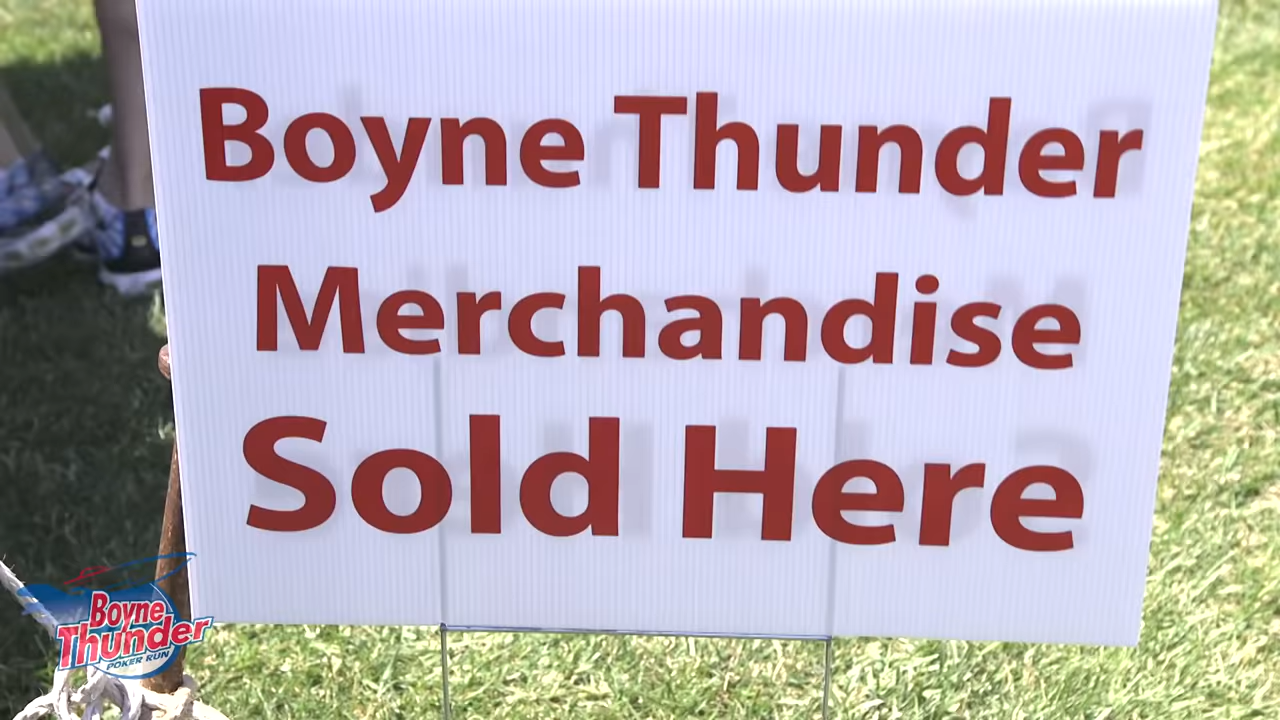 Boyne Thunder
Merchandise
Sold Here
Boyne
Thunder
POKER RUN